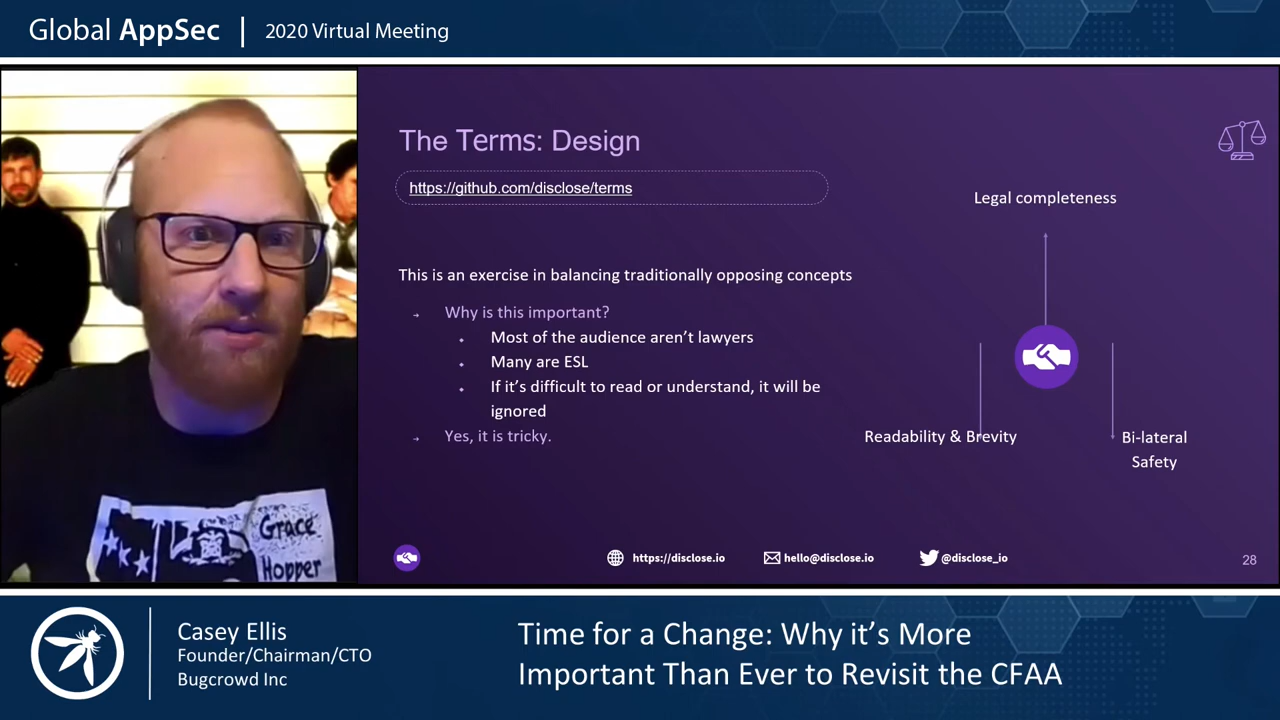 Global AppSec | 2020 Virtual Meeting
The Terms: Design
https://github.com/disclose/terms
This is an exercise in balancing traditionally opposing concepts
Why is this important?
Most of the audience aren't lawyers
Many are ESL
If it's difficult to read or understand, it will be
ignored
Yes, it is tricky.
Legal completeness
Readability & Brevity
Bi-lateral
Safety
Grace
Hopper
https://disclose.io
hello@disclose.io
@disclose_io
28
Casey Ellis
Founder/Chairman/CTO
Bugcrowd Inc
Time for a Change: Why it's More
Important Than Ever to Revisit the CFAA